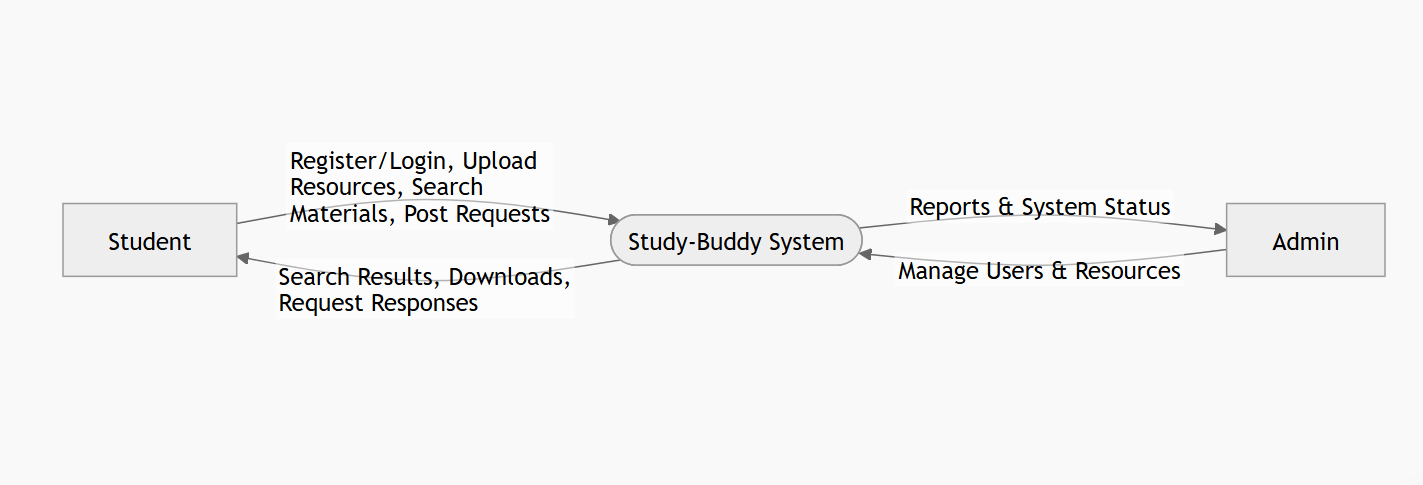 Register/Login, Upload
Resources, Search
Materials, Post Requests
Student
Search Results, Downloads,
Request Responses
Study-Buddy System
Reports & System Status
Manage Users & Resources
Admin